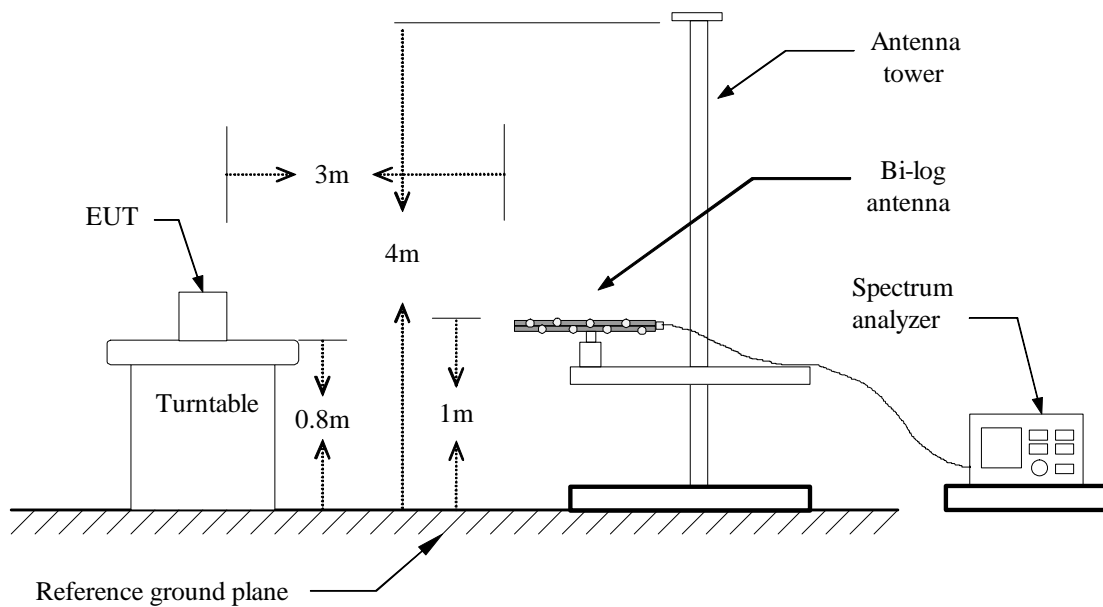 Antenna
tower
3m
Bi-log
antenna
EUT
4m
Spectrum
analyzer
Turntable
0.8m
1m
Reference ground plane